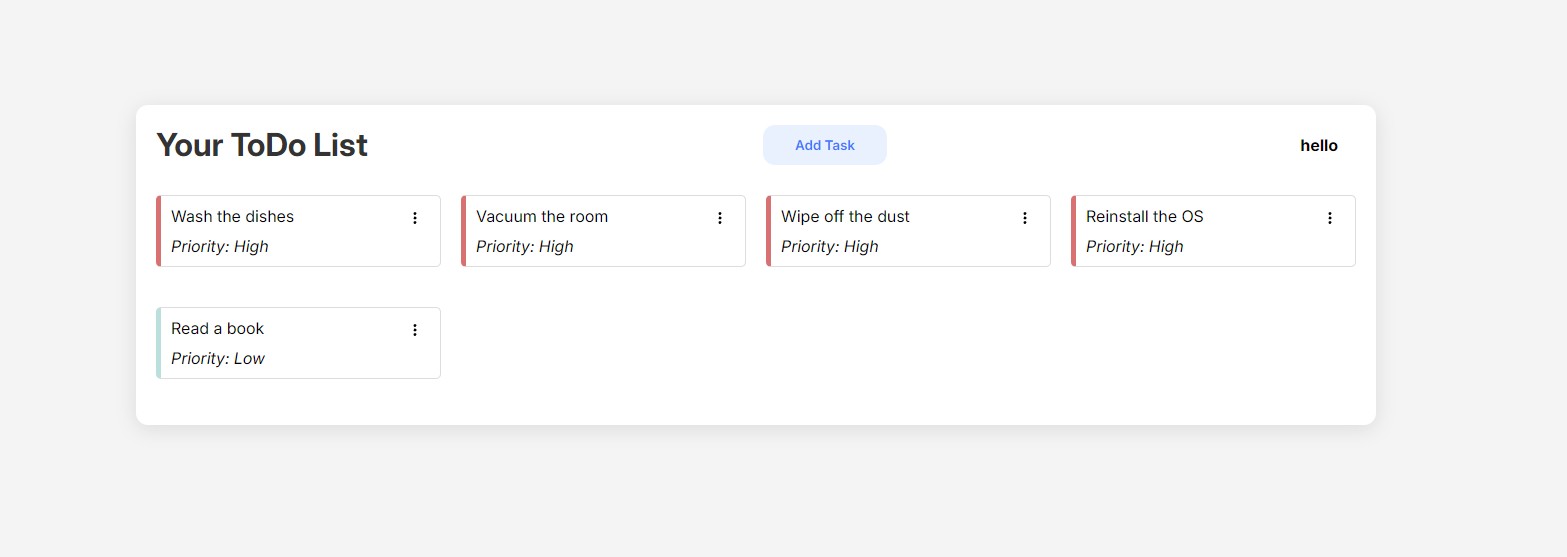 Your ToDo List
Add Task
hello
Wash the dishes
Priority: High
Vacuum the room
Priority: High
Wipe off the dust
Priority: High
Reinstall the OS
Priority: High
Read a book
Priority: Low